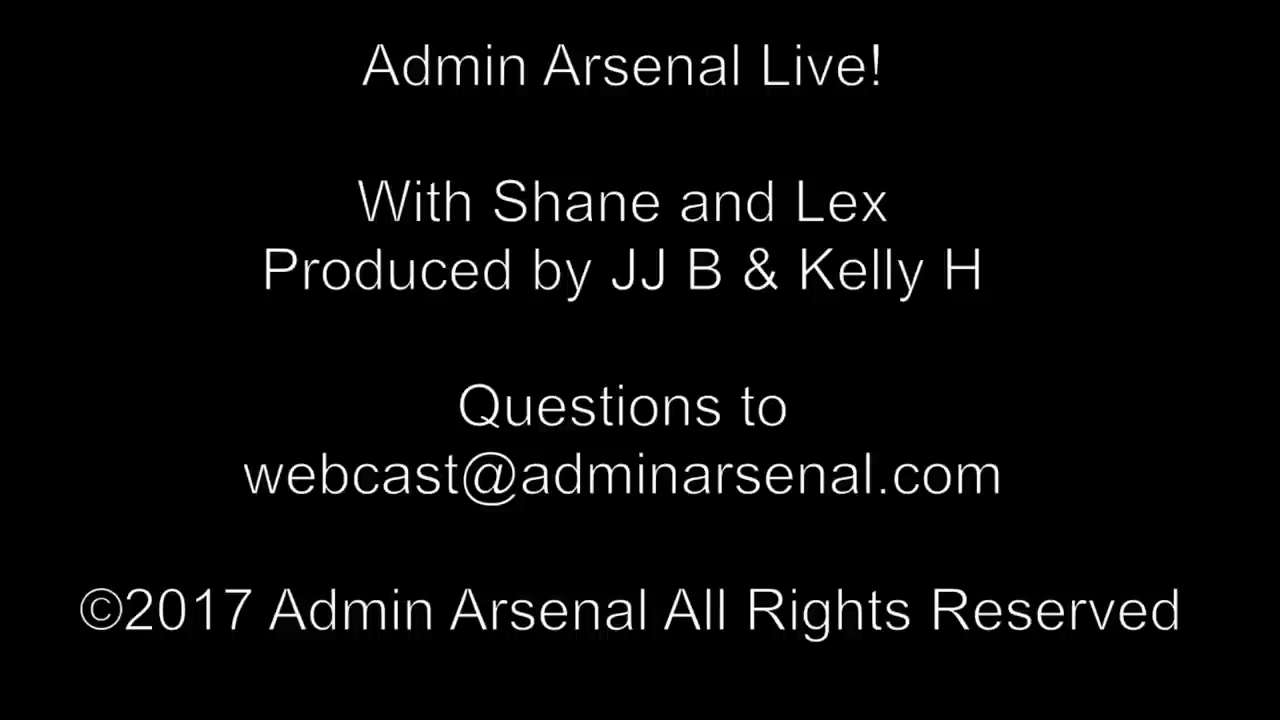 Admin Arsenal Live!
With Shane and Lex
Produced by JJ B & Kelly H
Questions to
webcast@adminarsenal.com
©2017 Admin Arsenal All Rights Reserved